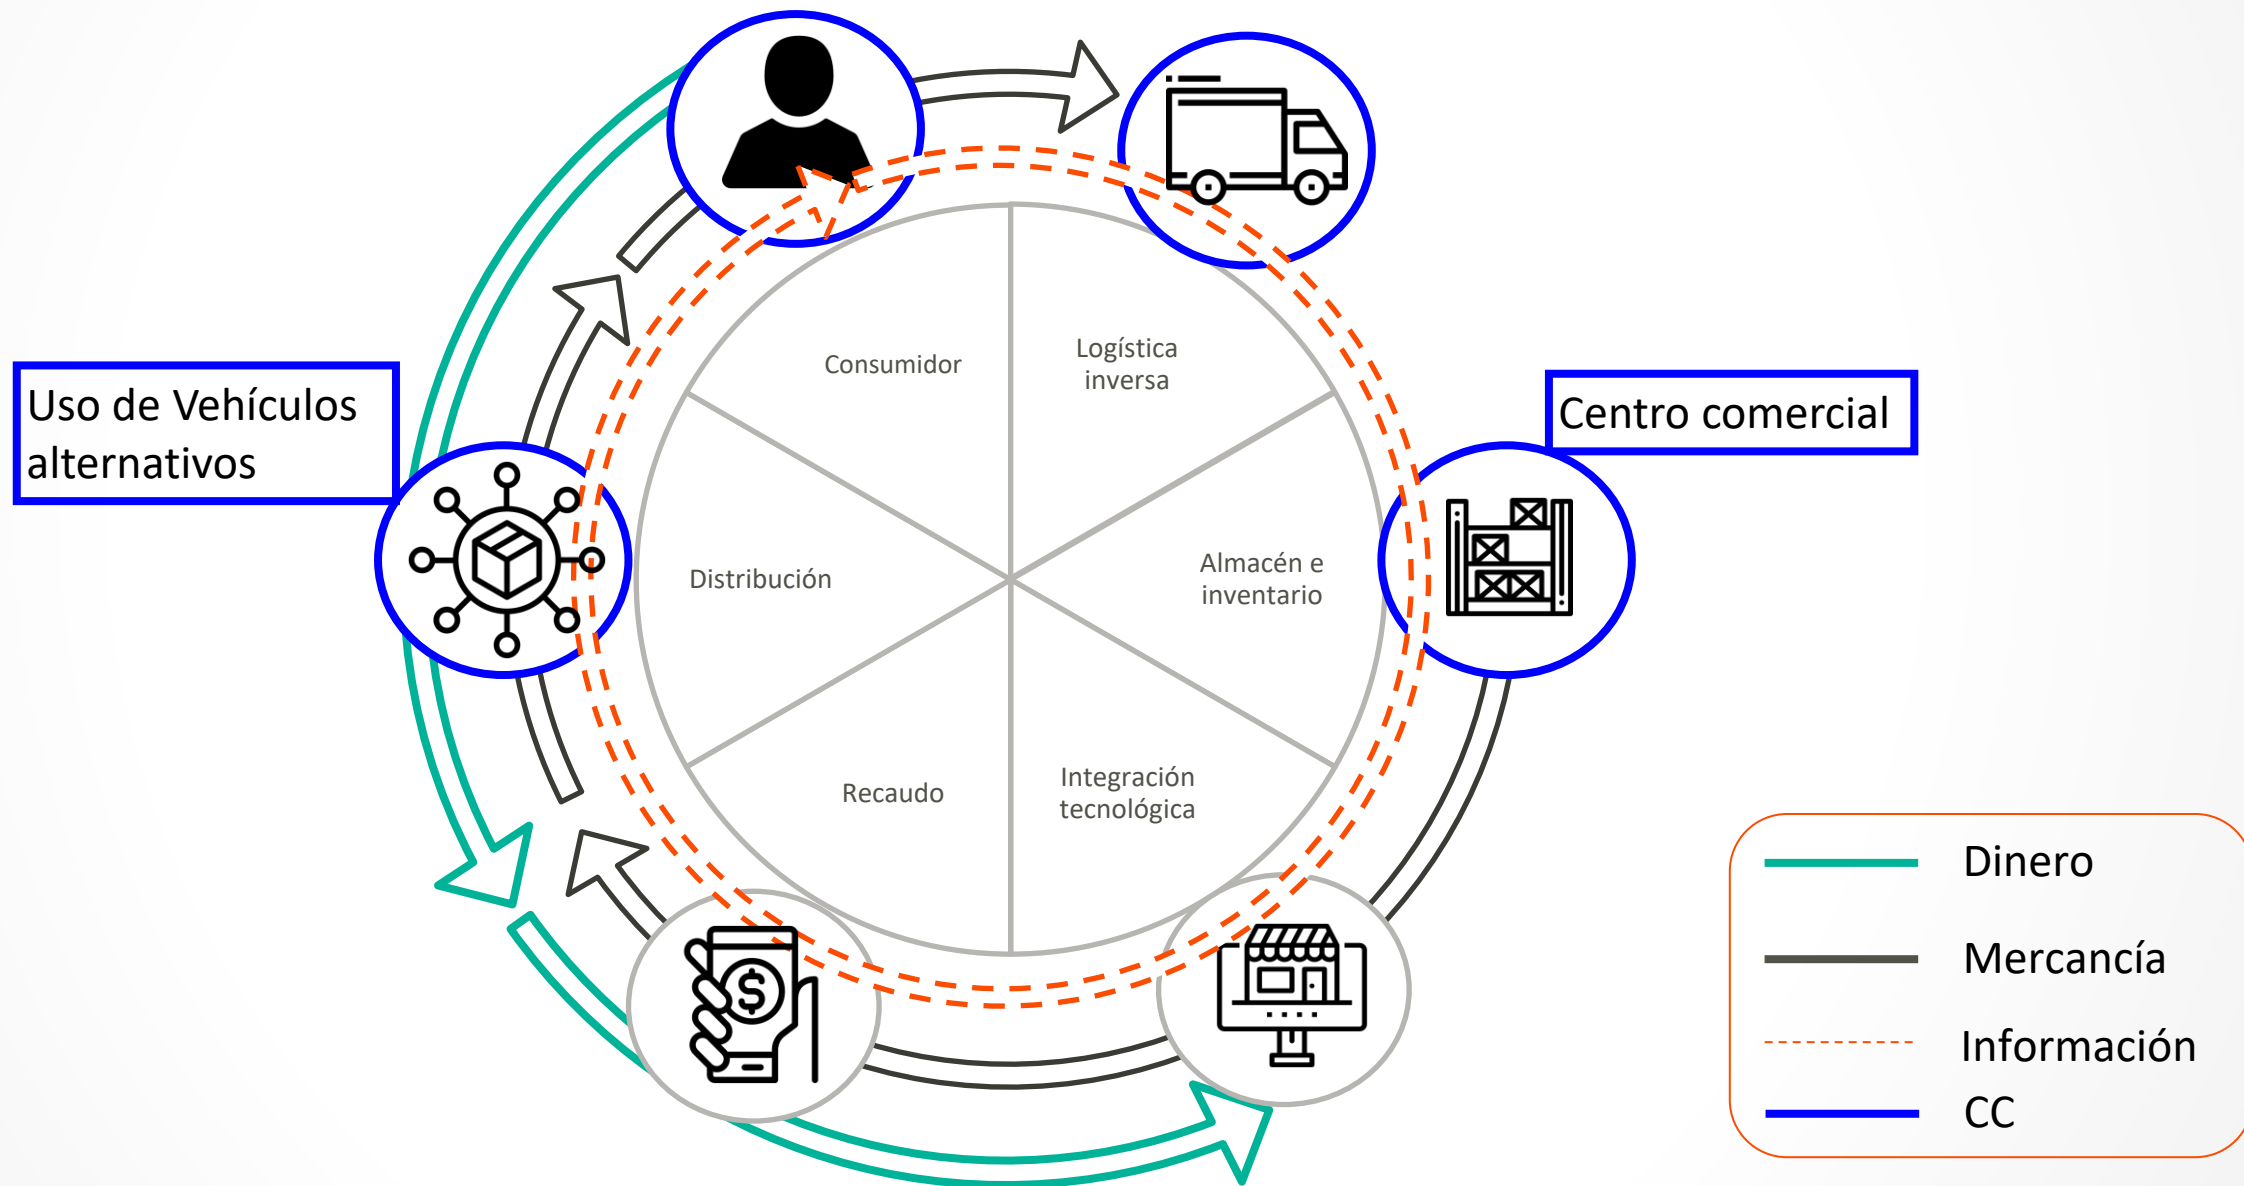 Consumidor
Logística
inversa
Uso de Vehículos
alternativos
Centro comercial
Distribución
Almacén e
inventario
Recaudo
Integración
tecnológica
$
Dinero
Mercancía
Información
CC